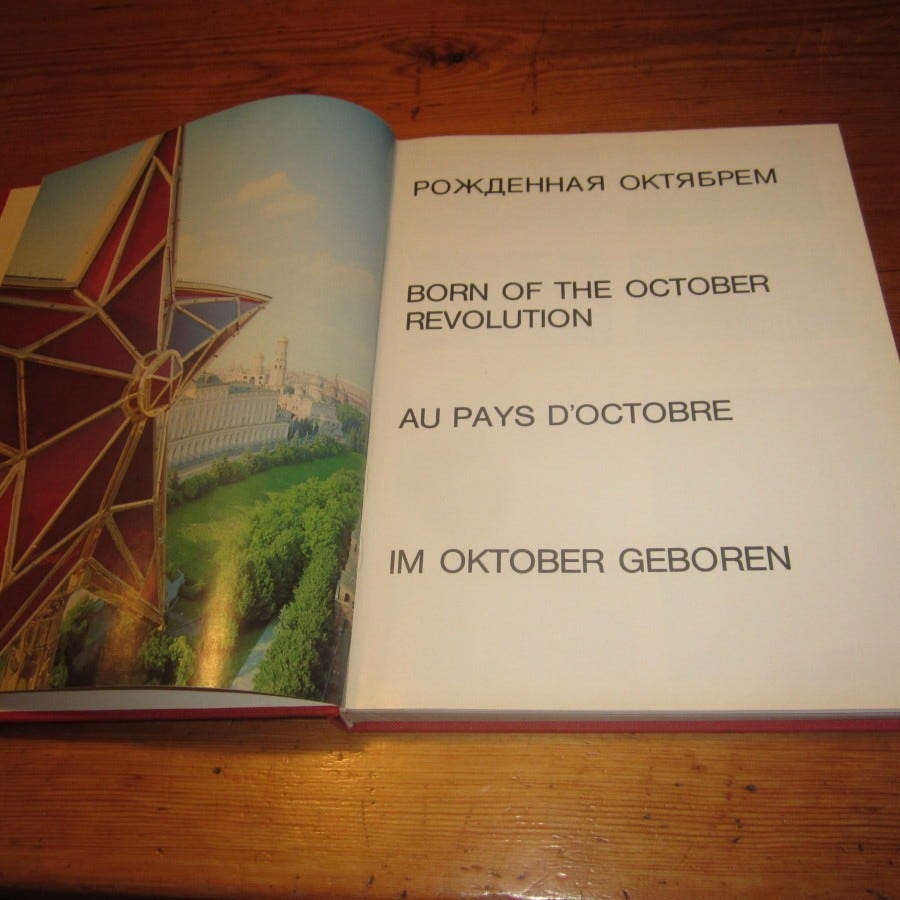 РОЖДЕННАЯ ОКТЯБРЕМ
BORN OF THE OCTOBER
REVOLUTION
AU PAYS D'OCTOBRE
IM OKTOBER GEBOREN